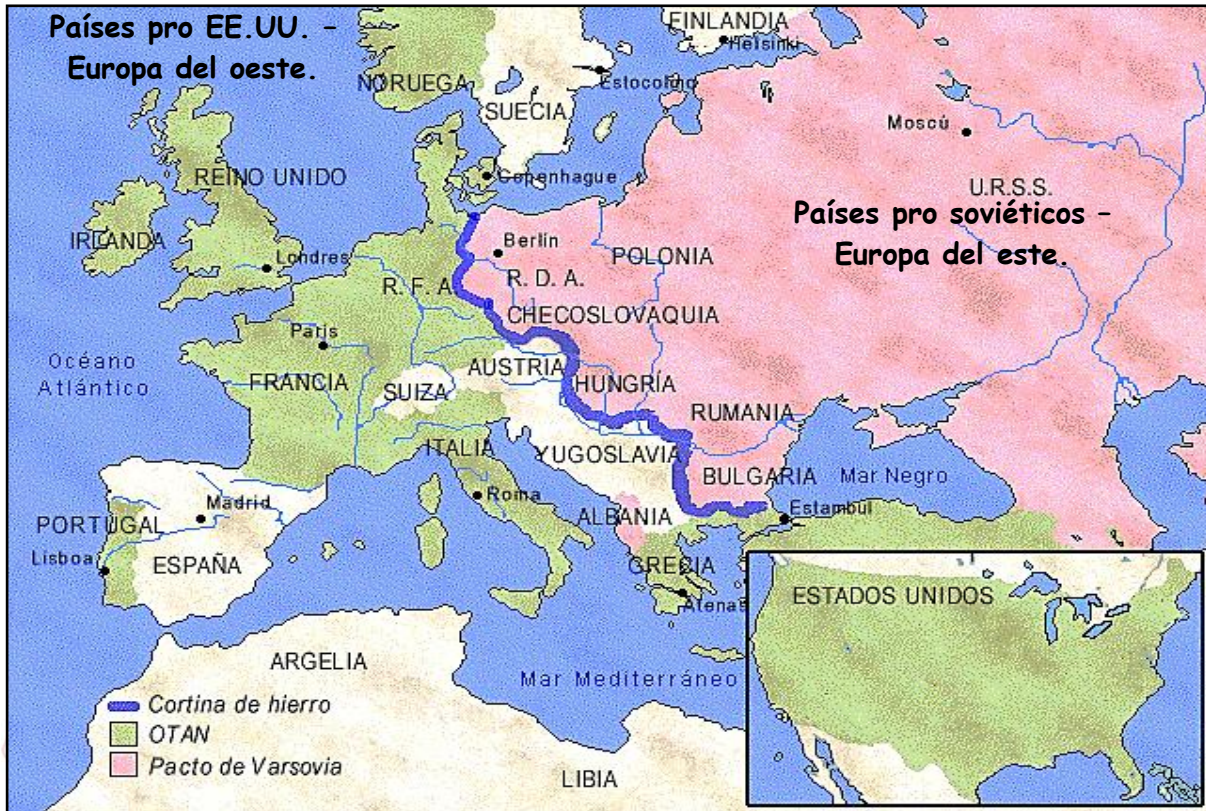 Países pro EE.UU. –
Europa del oeste.
FINLANDIA
Helsinki
NORUEGA
Estocolmo
SUECIA
Moscú
REINO UNIDO
Copenhague
U.R.S.S.
Países pro soviéticos –
Europa del este.
IRLANDA
Londres
Berlín
POLONIA
R. F. A.
R. D. A.
CHECOSLOVAQUIA
París
Océano
Atlántico
FRANCIA
SUIZA
AUSTRIA
HUNGRÍA
RUMANIA
ITALIA
YUGOSLAVIA
BULGARIA
Mar Negro
Madrid
Roma
PORTUGAL
ALBANIA
Estambul
Lisboa
ESPAÑA
GRECIA
Atenas
ESTADOS UNIDOS
ARGELIA
Mar Mediterráneo
Cortina de hierro
OTAN
Pacto de Varsovia
LIBIA